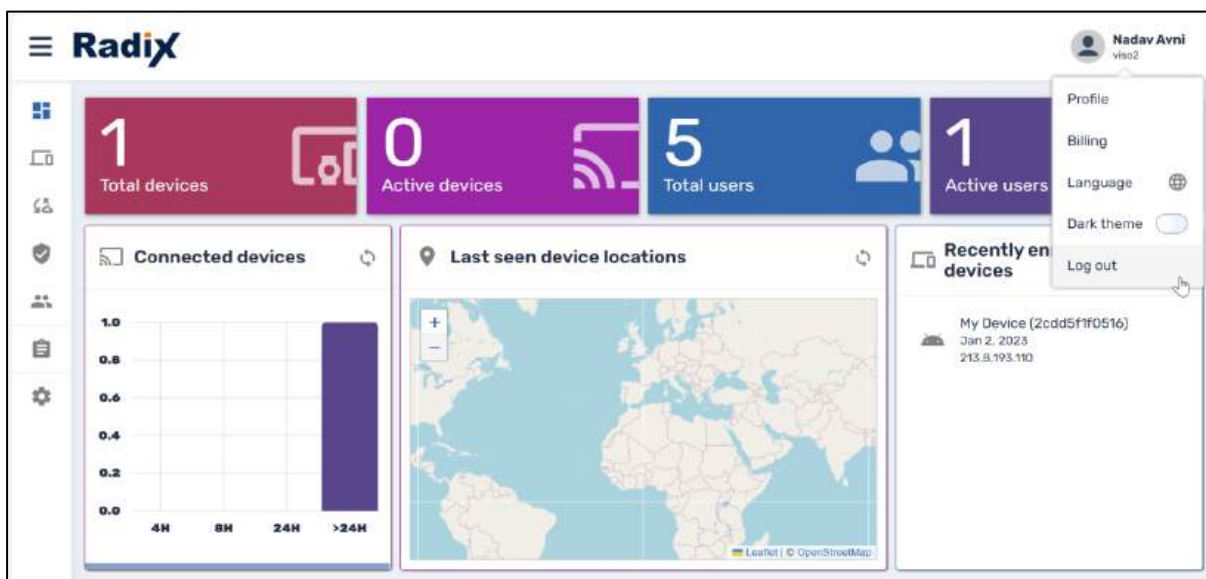 Radix
Nadav Avni
viso2
Profile
Billing
Language
Dark theme
Log out
1
Total devices
0
Active devices
5
Total users
1
Active users
Connected devices
1.0
0.8
0.6
0.4
0.2
0.0
4H 8H 24H >24H
Last seen device locations
+
−
Leaflet | © OpenStreetMap
Recently en
devices
My Device (2cdd5f1f0516)
Jan 2, 2023
213.8.193.110